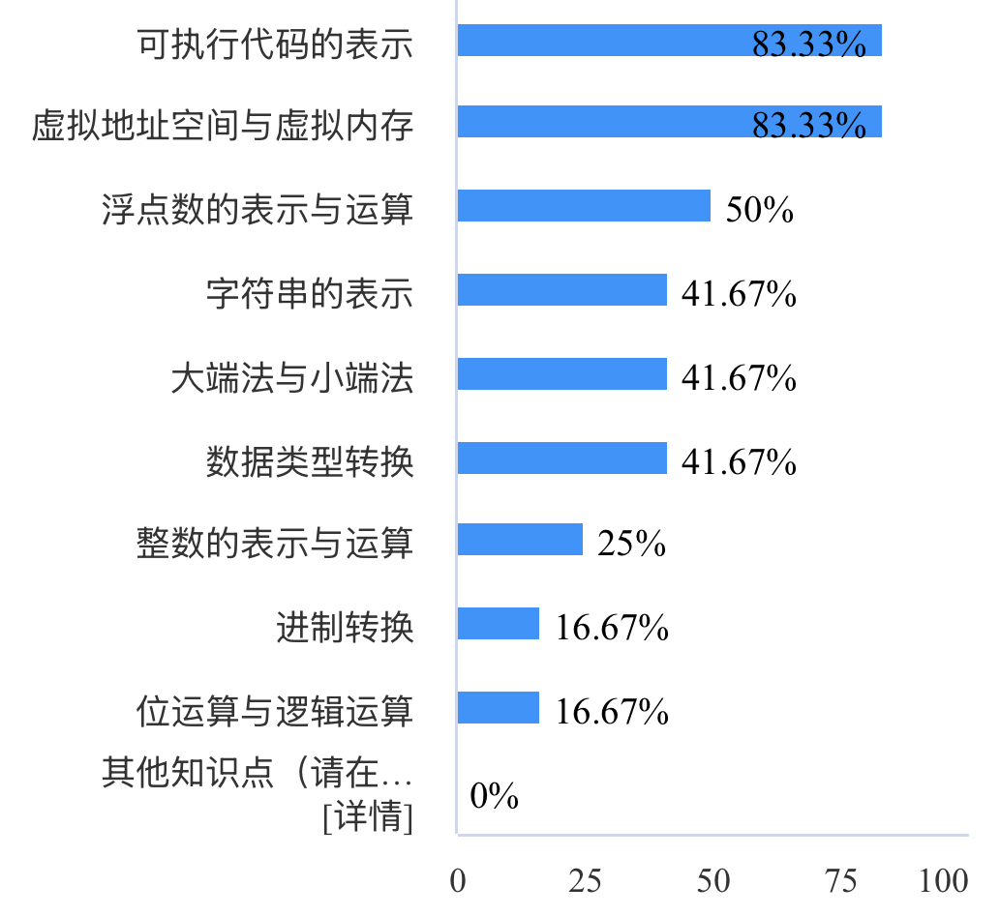 可执行代码的表示 83.33%
虚拟地址空间与虚拟内存 83.33%
浮点数的表示与运算 50%
字符串的表示 41.67%
大端法与小端法 41.67%
数据类型转换 41.67%
整数的表示与运算 25%
进制转换 16.67%
位运算与逻辑运算 16.67%
其他知识点（请在...
[详情] 0%
0 25 50 75 100